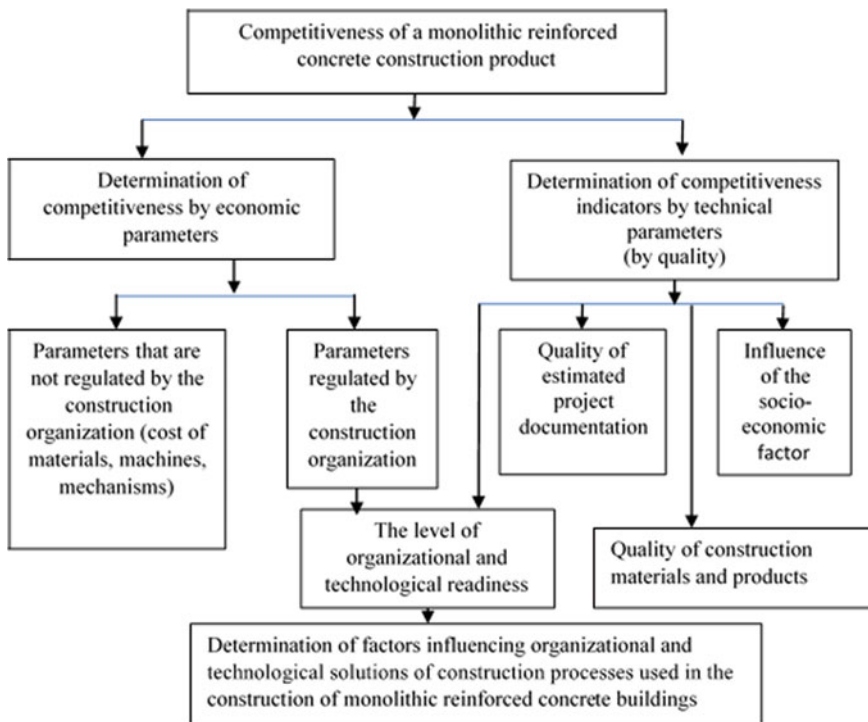 Competitiveness of a monolithic reinforced
concrete construction product
Determination of
competitiveness by economic
parameters
Determination of competitiveness
indicators by technical
parameters
(by quality)
Parameters that are
not regulated by the
construction
organization (cost of
materials, machines,
mechanisms)
Parameters
regulated by
the
construction
organization
Quality of
estimated
project
documentation
Influence
of the
socio-
economic
factor
The level of
organizational and
technological readiness
Quality of construction
materials and products
Determination of factors influencing organizational and
technological solutions of construction processes used in the
construction of monolithic reinforced concrete buildings